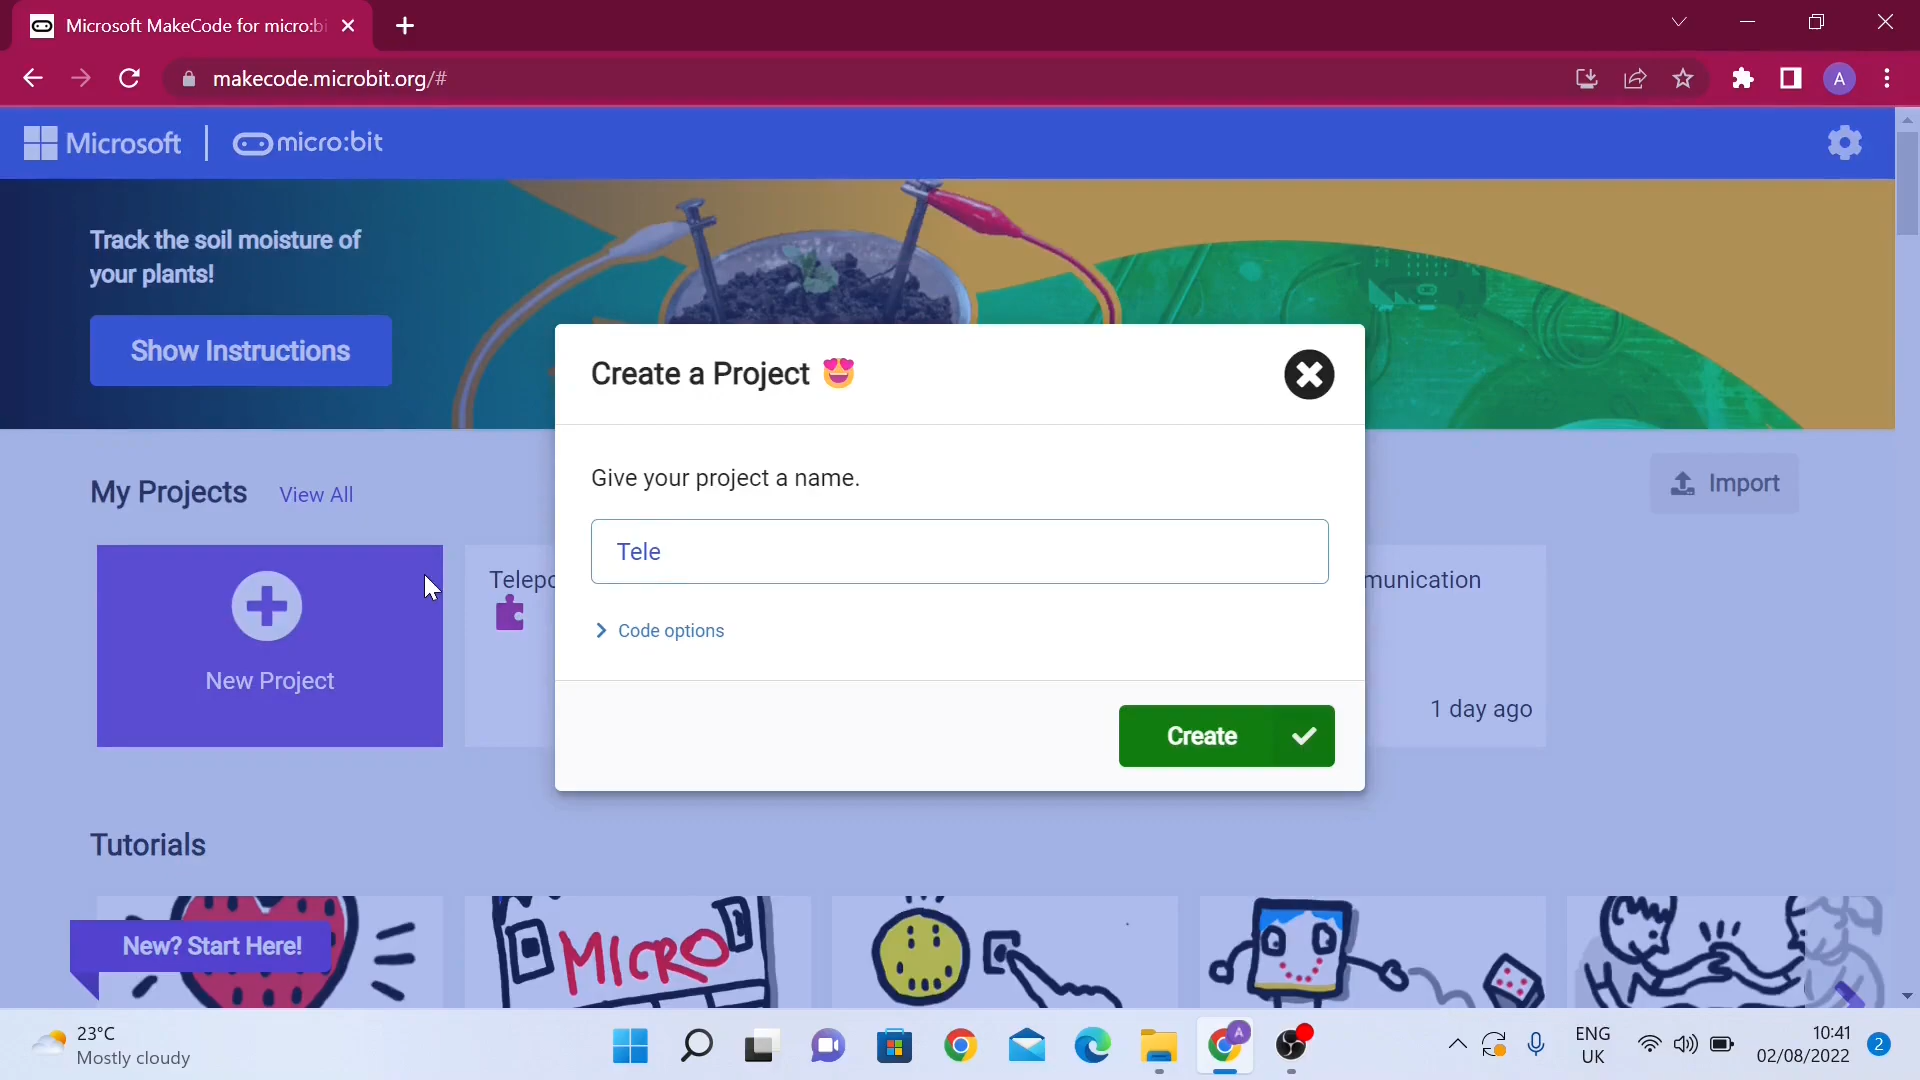 Microsoft MakeCode for micro:bi
makecode.microbit.org/#
A
Microsoft
micro:bit
Track the soil moisture of
your plants!
Show Instructions
Create a Project
Give your project a name.
Tele
Code options
Create
My Projects
View All
Import
New Project
Telepo
munication
1 day ago
Tutorials
New? Start Here!
MICRO
23°C
Mostly cloudy
A
ENG
UK
10:41
02/08/2022
2